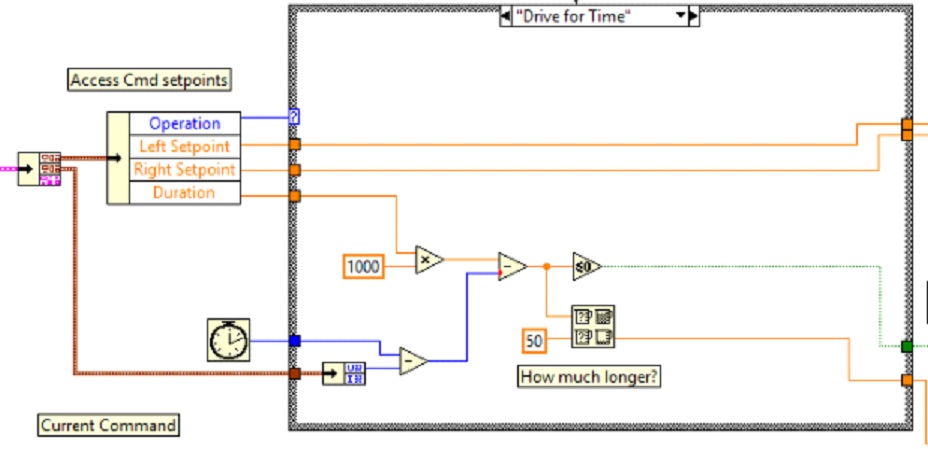 "Drive for Time"
Access Cmd setpoints
?
Operation
Left Setpoint
Right Setpoint
Duration
1000
×
-
≤0
-
50
How much longer?
Current Command